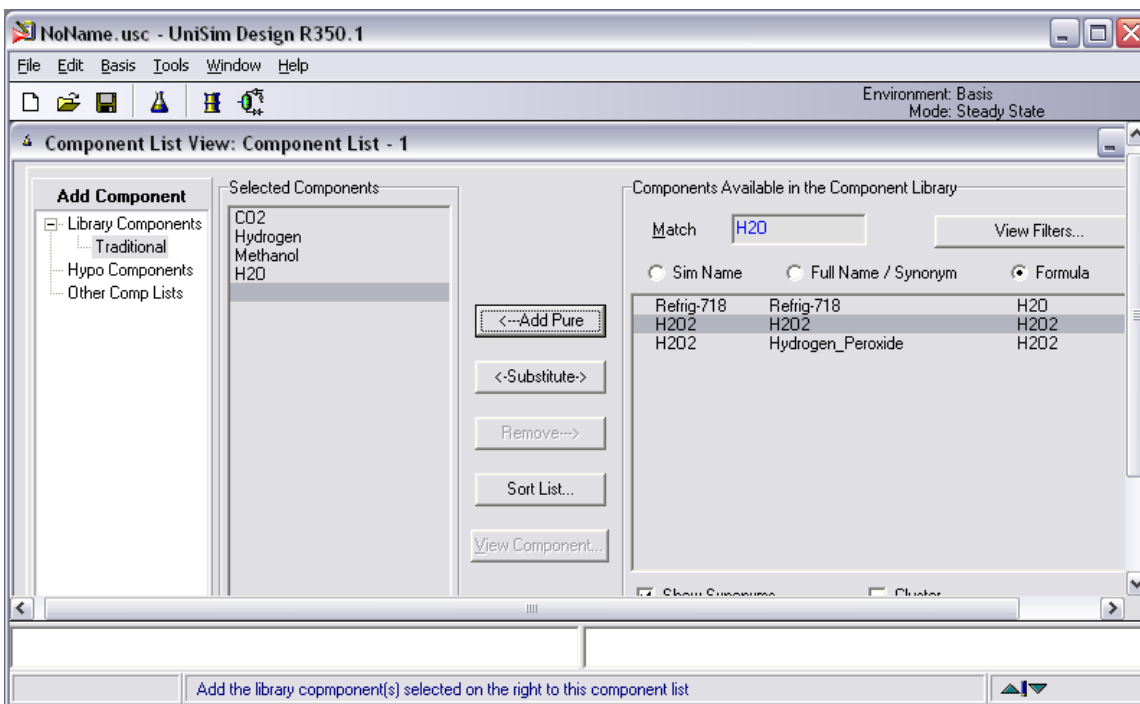 NoName.usc - UniSim Design R350.1
File Edit Basis Tools Window Help
Environment: Basis
Mode: Steady State
Component List View: Component List - 1
Add Component
Library Components
Traditional
Hypo Components
Other Comp Lists
Selected Components
CO2
Hydrogen
Methanol
H2O
<---Add Pure
<-Substitute->
Remove--->
Sort List...
View Component...
Components Available in the Component Library
Match H2O View Filters...
Sim Name Full Name / Synonym Formula
Refrig-718 Refrig-718 H2O
H2O2 H2O2 H2O2
H2O2 Hydrogen_Peroxide H2O2
Show Synonyms Cluster
Add the library copmponent(s) selected on the right to this component list